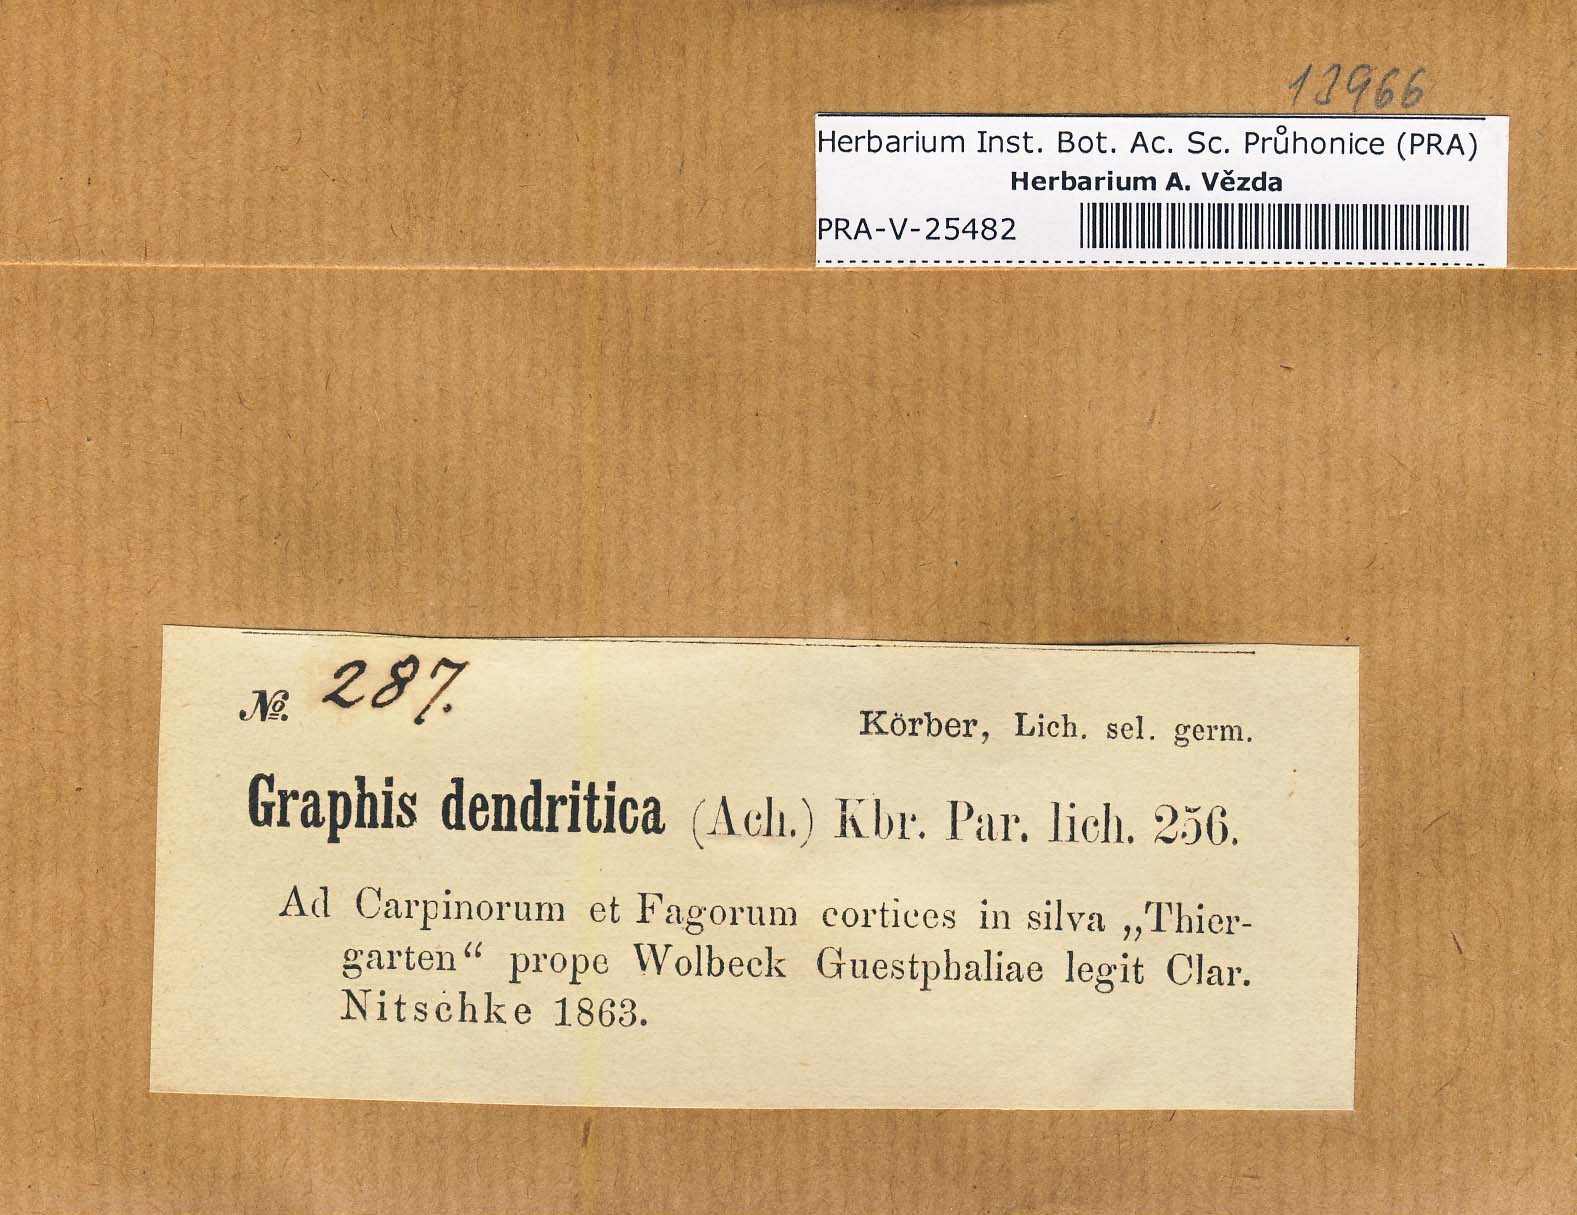 13966
Herbarium Inst. Bot. Ac. Sc. Průhonice (PRA)
Herbarium A. Vězda
PRA-V-25482
№. 287.
Körber, Lich. sel. germ.
Graphis dendritica (Ach.) Kbr. Par. lich. 256.
Ad Carpinorum et Fagorum cortices in silva „Thier-
garten“ prope Wolbeck Guestphaliae legit Clar.
Nitschke 1863.